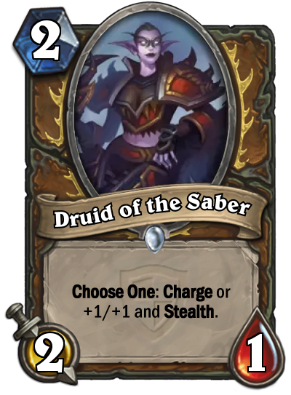 2
Druid of the Saber
Choose One: Charge or
+1/+1 and Stealth.
2
1